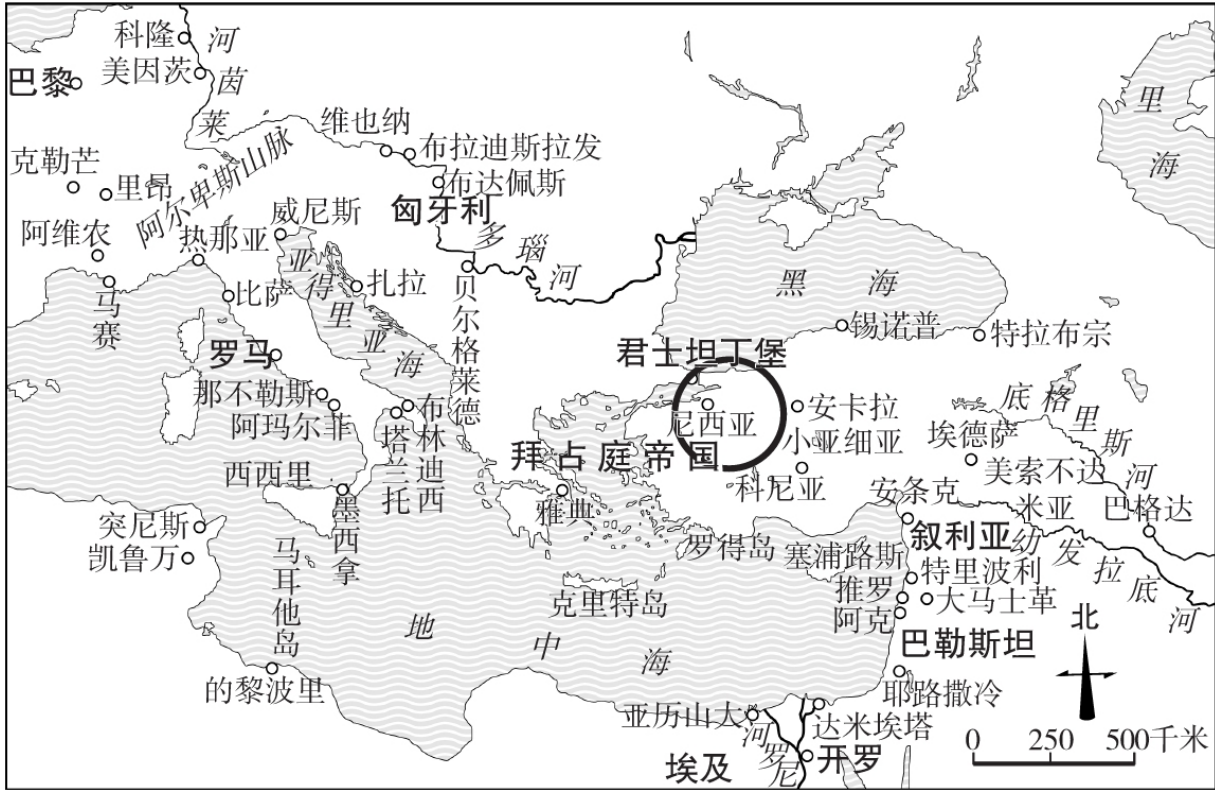 科隆
河
茵
莱
巴黎
美因茨
里
海
维也纳
布拉迪斯拉发
克勒芒
里昂
阿尔卑斯山脉
布达佩斯
匈牙利
威尼斯
阿维农
热那亚
多
瑙
河
亚
得
里
亚
海
扎拉
马赛
比萨
贝尔格莱德
黑
海
锡诺普
特拉布宗
罗马
君士坦丁堡
那不勒斯
阿玛尔菲
布林迪西
塔兰托
尼西亚
安卡拉
小亚细亚
底
格
里
斯
河
埃德萨
拜占庭帝国
美索不达
米亚
西西里
墨西拿
雅典
科尼亚
安条克
巴格达
突尼斯
凯鲁万
马耳他岛
罗得岛
塞浦路斯
叙利亚
幼
发
拉
底
河
特里波利
克里特岛
推罗
大马士革
阿克
地
中
海
北
巴勒斯坦
的黎波里
耶路撒冷
亚历山大
达米埃塔
河
罗
尼
开罗
埃及
0 250 500千米